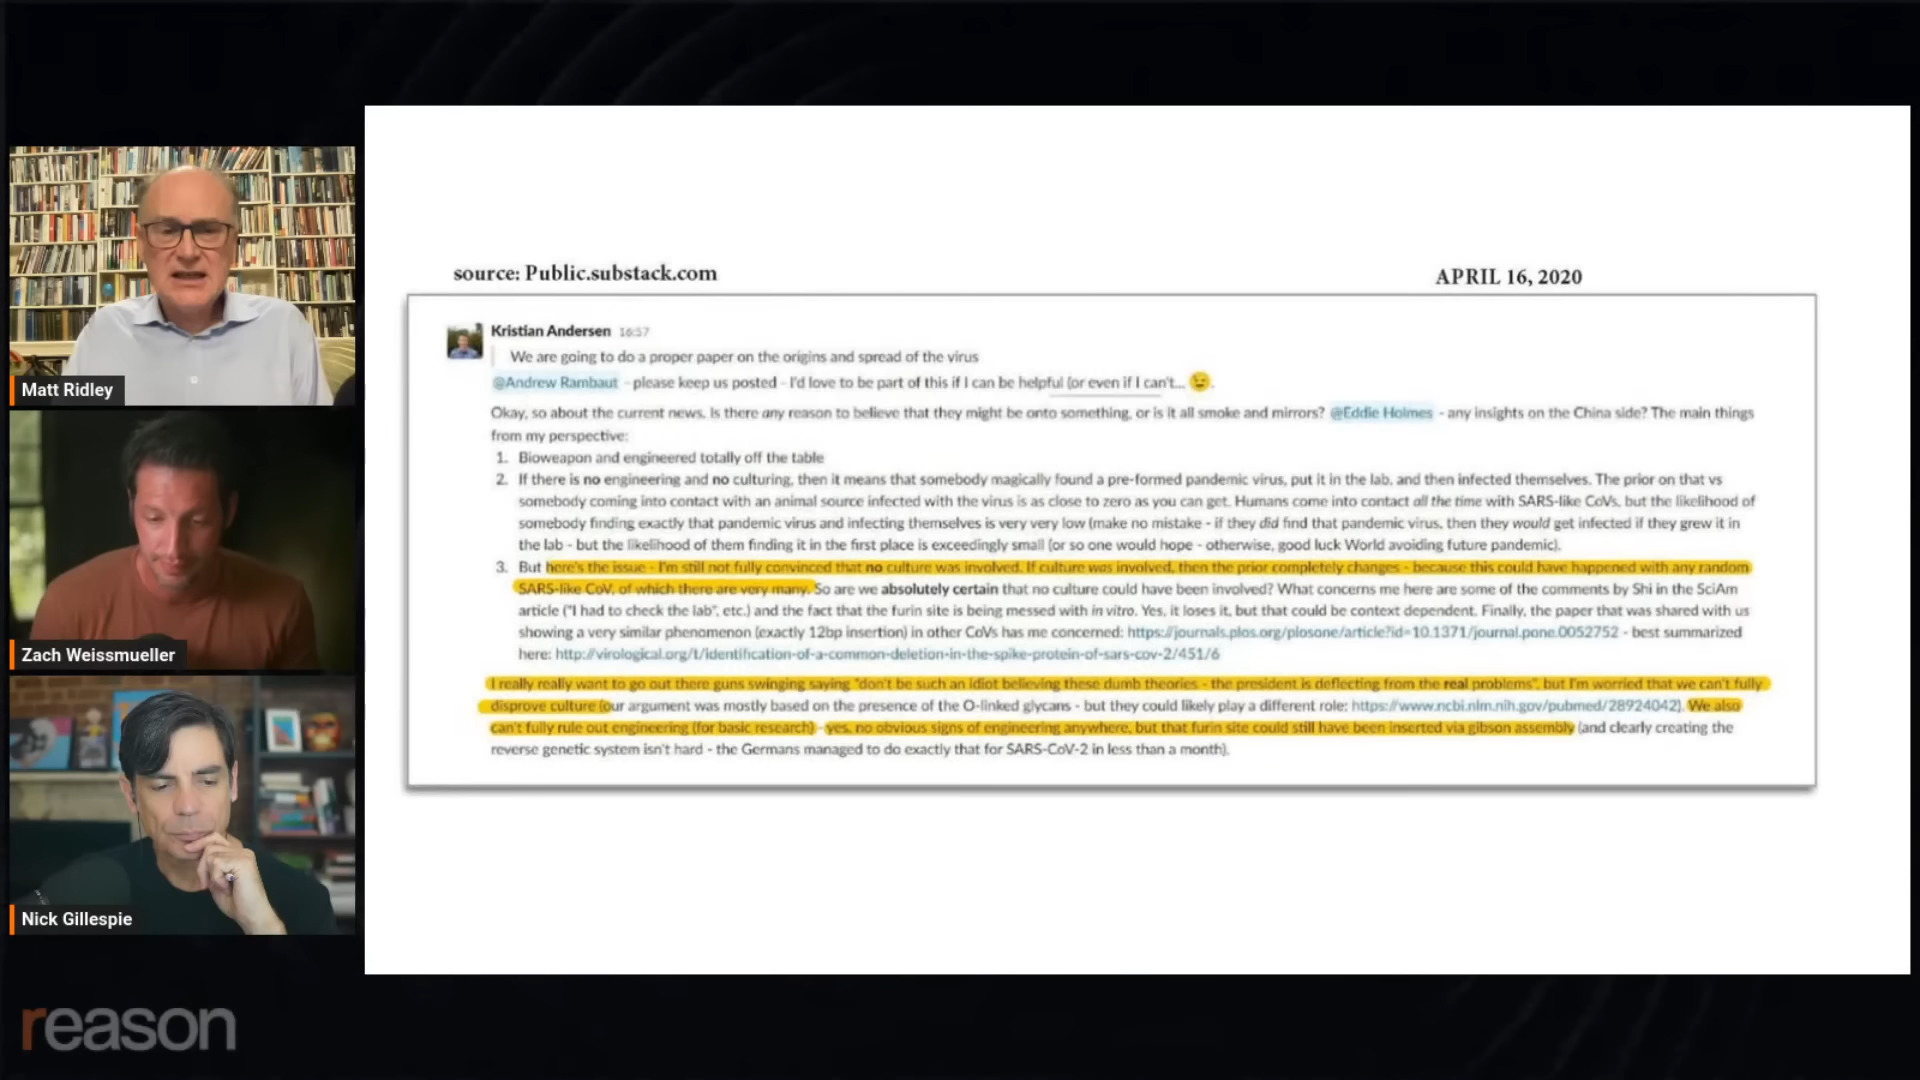 source: Public.substack.com
APRIL 16, 2020
Kristian Andersen 16:57
We are going to do a proper paper on the origins and spread of the virus
@Andrew Rambaut - please keep us posted - I'd love to be part of this if I can be helpful (or even if I can't... 😉.
Okay, so about the current news. Is there any reason to believe that they might be onto something, or is it all smoke and mirrors? @Eddie Holmes - any insights on the China side? The main things
from my perspective:
1. Bioweapon and engineered totally off the table
2. If there is no engineering and no culturing, then it means that somebody magically found a pre-formed pandemic virus, put it in the lab, and then infected themselves. The prior on that vs
somebody coming into contact with an animal source infected with the virus is as close to zero as you can get. Humans come into contact all the time with SARS-like CoVs, but the likelihood of
somebody finding exactly that pandemic virus and infecting themselves is very very low (make no mistake - if they did find that pandemic virus, then they would get infected if they grew it in
the lab - but the likelihood of them finding it in the first place is exceedingly small (or so one would hope - otherwise, good luck World avoiding future pandemic).
3. But here's the issue - I'm still not fully convinced that no culture was involved. If culture was involved, then the prior completely changes - because this could have happened with any random
SARS-like CoV, of which there are very many. So are we absolutely certain that no culture could have been involved? What concerns me here are some of the comments by Shi in the SciAm
article ("I had to check the lab", etc.) and the fact that the furin site is being messed with in vitro. Yes, it loses it, but that could be context dependent. Finally, the paper that was shared with us
showing a very similar phenomenon (exactly 12bp insertion) in other CoVs has me concerned: https://journals.plos.org/plosone/article?id=10.1371/journal.pone.0052752 - best summarized
here: http://virological.org/t/identification-of-a-common-deletion-in-the-spike-protein-of-sars-cov-2/451/6
I really really want to go out there guns swinging saying "don't be such an idiot believing these dumb theories - the president is deflecting from the real problems", but I'm worried that we can't fully
disprove culture (our argument was mostly based on the presence of the O-linked glycans - but they could likely play a different role: https://www.ncbi.nlm.nih.gov/pubmed/28924042). We also
can't fully rule out engineering (for basic research) - yes, no obvious signs of engineering anywhere, but that furin site could still have been inserted via gibson assembly (and clearly creating the
reverse genetic system isn't hard - the Germans managed to do exactly that for SARS-CoV-2 in less than a month).
Matt Ridley
Zach Weissmueller
Nick Gillespie
reason